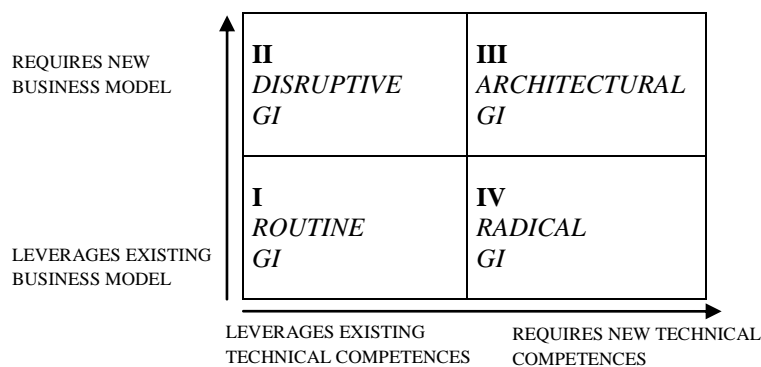 REQUIRES NEW
BUSINESS MODEL
II
DISRUPTIVE
GI
III
ARCHITECTURAL
GI
I
ROUTINE
GI
IV
RADICAL
GI
LEVERAGES EXISTING
BUSINESS MODEL
LEVERAGES EXISTING
TECHNICAL COMPETENCES
REQUIRES NEW TECHNICAL
COMPETENCES